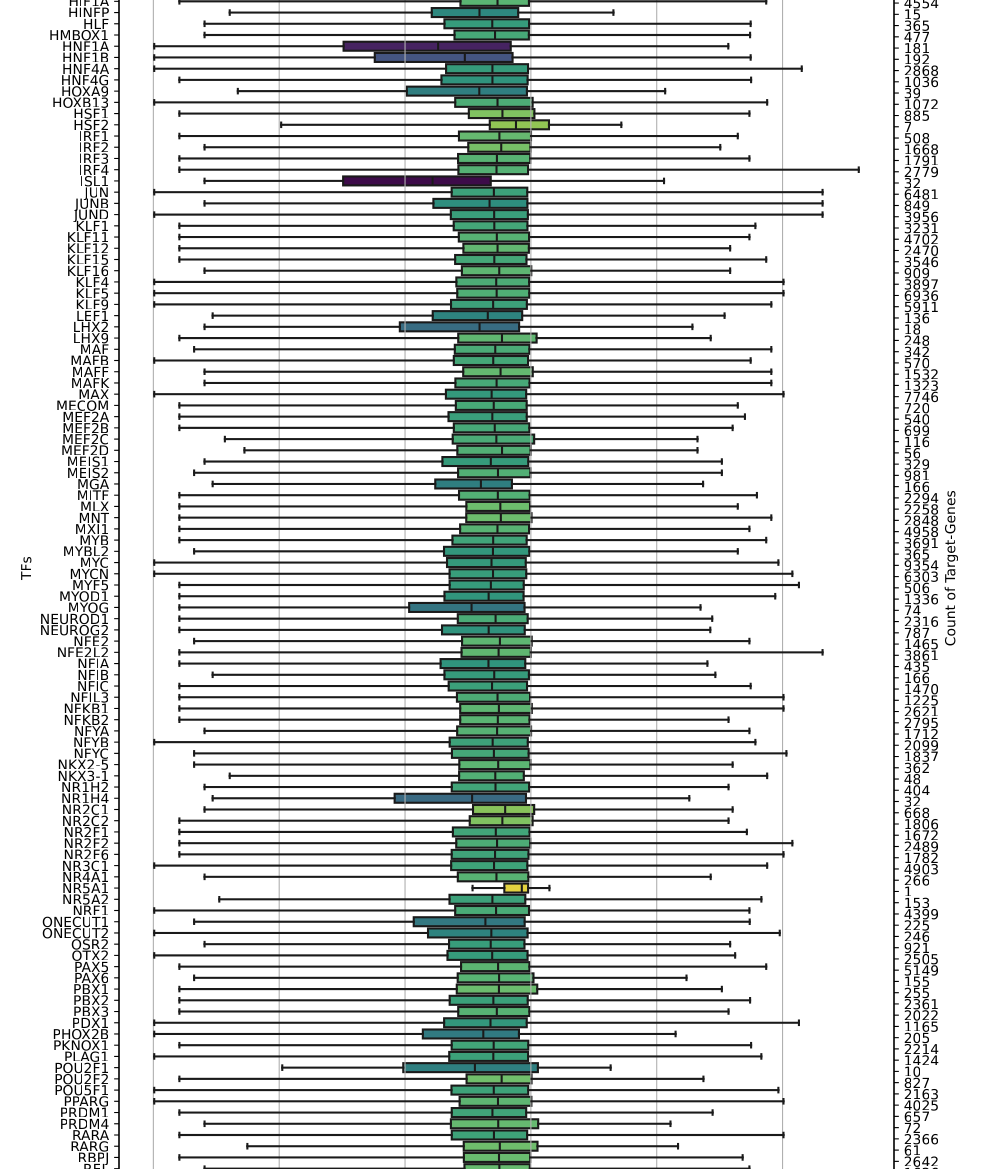 TFs
HIF1A 4554
HINFP 15
HLF 365
HMBOX1 477
HNF1A 181
HNF1B 192
HNF4A 2868
HNF4G 1036
HOXA9 39
HOXB13 1072
HSF1 885
HSF2 7
IRF1 508
IRF2 1668
IRF3 1791
IRF4 2779
ISL1 32
JUN 6481
JUNB 849
JUND 3956
KLF1 3231
KLF11 4702
KLF12 2470
KLF15 3546
KLF16 909
KLF4 3897
KLF5 6936
KLF9 5911
LEF1 136
LHX2 18
LHX9 248
MAF 342
MAFB 570
MAFF 1532
MAFK 1323
MAX 7746
MECOM 720
MEF2A 540
MEF2B 699
MEF2C 116
MEF2D 56
MEIS1 329
MEIS2 981
MGA 166
MITF 2294
MLX 2258
MNT 2848
MXI1 4958
MYB 3691
MYBL2 365
MYC 9354
MYCN 6303
MYF5 506
MYOD1 1336
MYOG 74
NEUROD1 2316
NEUROG2 787
NFE2 1465
NFE2L2 3861
NFIA 435
NFIB 166
NFIC 1470
NFIL3 1225
NFKB1 2621
NFKB2 2795
NFYA 1712
NFYB 2099
NFYC 1837
NKX2-5 362
NKX3-1 48
NR1H2 404
NR1H4 32
NR2C1 668
NR2C2 1806
NR2F1 1672
NR2F2 2489
NR2F6 1782
NR3C1 4903
NR4A1 266
NR5A1 1
NR5A2 153
NRF1 4399
ONECUT1 225
ONECUT2 246
OSR2 921
OTX2 2505
PAX5 5149
PAX6 155
PBX1 255
PBX2 2361
PBX3 2022
PDX1 1165
PHOX2B 205
PKNOX1 2214
PLAG1 1424
POU2F1 10
POU2F2 827
POU5F1 2163
PPARG 4025
PRDM1 657
PRDM4 72
RARA 2366
RARG 61
RBPJ 2642
Count of Target-Genes